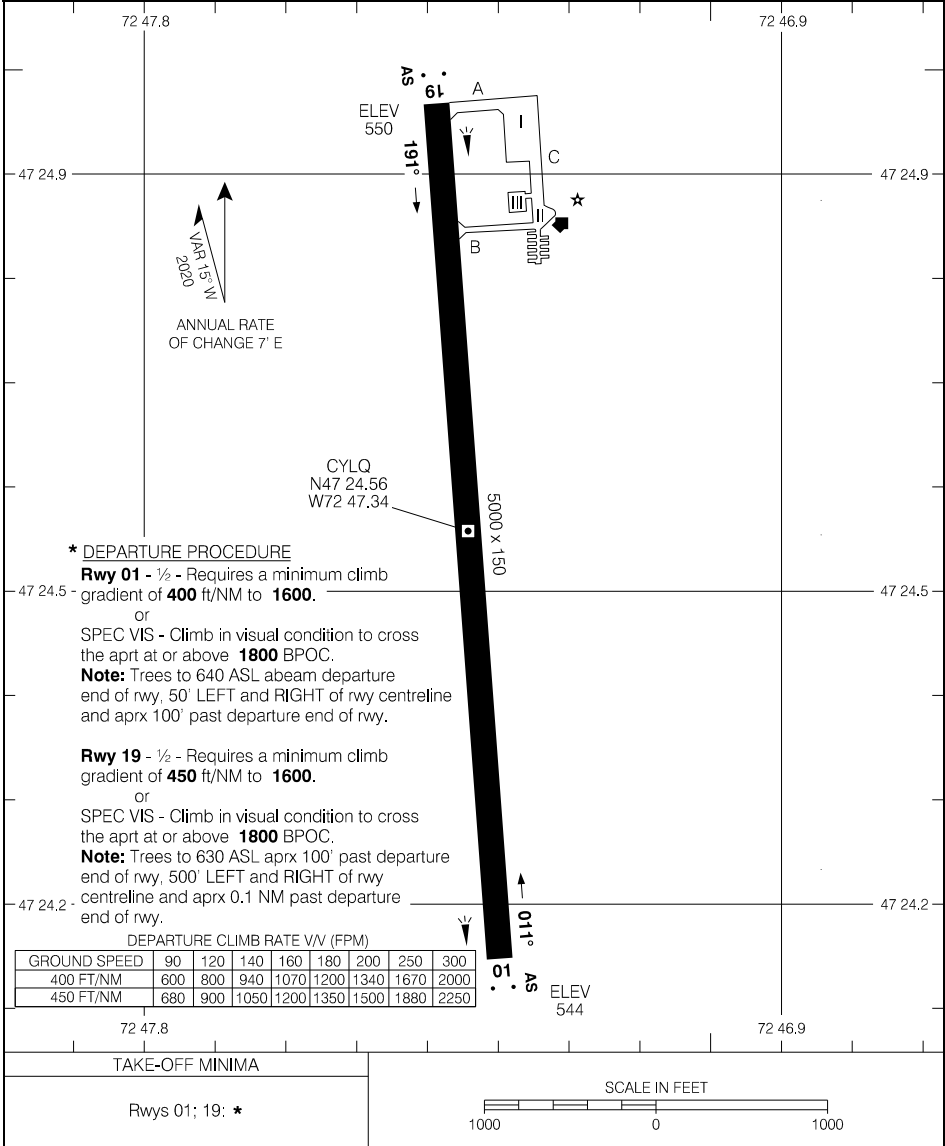 72 47.8
72 46.9
AS
19
A
ELEV
550
I
191°
C
47 24.9
47 24.9
III
II
B
VAR 15° W
2020
ANNUAL RATE
OF CHANGE 7' E
CYLQ
N47 24.56
W72 47.34
5000 x 150
* DEPARTURE PROCEDURE
Rwy 01 - ½ - Requires a minimum climb
47 24.5
47 24.5
gradient of 400 ft/NM to 1600.
or
SPEC VIS - Climb in visual condition to cross
the aprt at or above 1800 BPOC.
Note: Trees to 640 ASL abeam departure
end of rwy, 50' LEFT and RIGHT of rwy centreline
and aprx 100' past departure end of rwy.
Rwy 19 - ½ - Requires a minimum climb
gradient of 450 ft/NM to 1600.
or
SPEC VIS - Climb in visual condition to cross
the aprt at or above 1800 BPOC.
Note: Trees to 630 ASL aprx 100' past departure
end of rwy, 500' LEFT and RIGHT of rwy
centreline and aprx 0.1 NM past departure
47 24.2
47 24.2
end of rwy.
011°
DEPARTURE CLIMB RATE V/V (FPM)
GROUND SPEED 90 120 140 160 180 200 250 300
400 FT/NM 600 800 940 1070 1200 1340 1670 2000
450 FT/NM 680 900 1050 1200 1350 1500 1880 2250
01
AS
ELEV
544
72 47.8
72 46.9
TAKE-OFF MINIMA
Rwys 01; 19: *
SCALE IN FEET
1000 0 1000